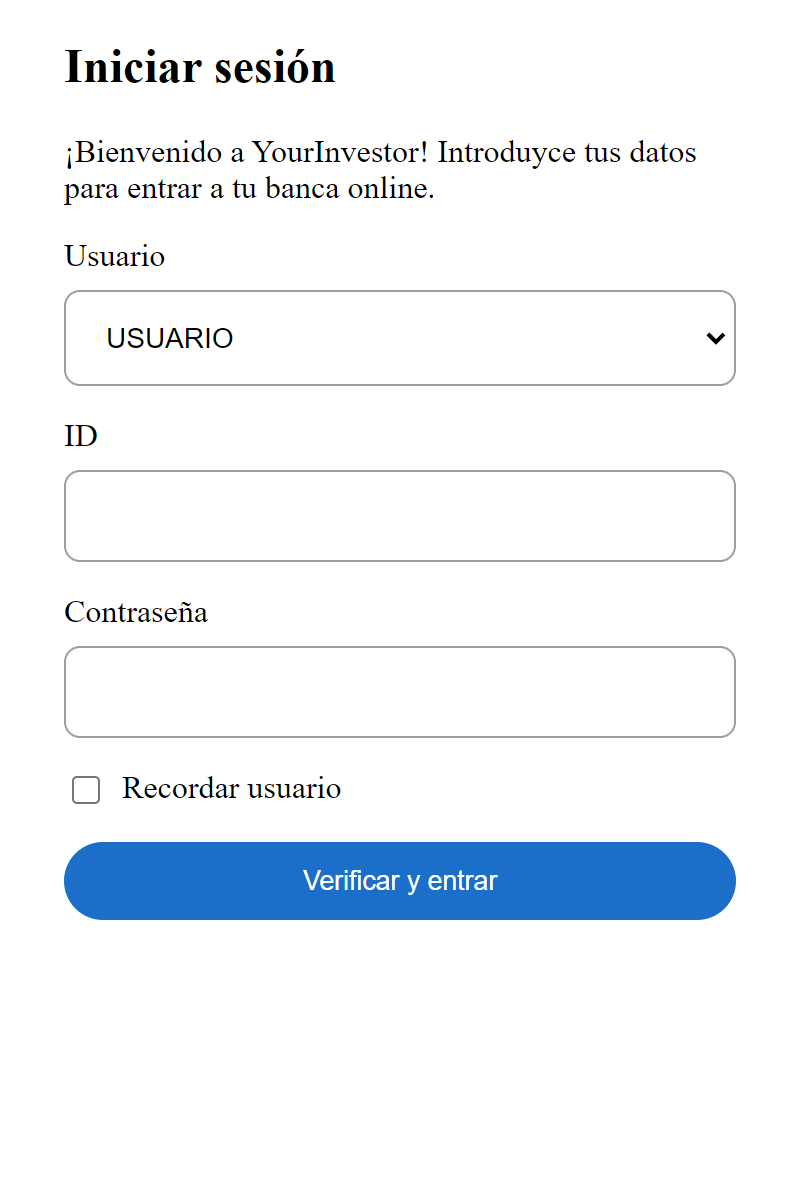 Iniciar sesión
¡Bienvenido a YourInvestor! Introduyce tus datos
para entrar a tu banca online.
Usuario
USUARIO
ID
Contraseña
Recordar usuario
Verificar y entrar